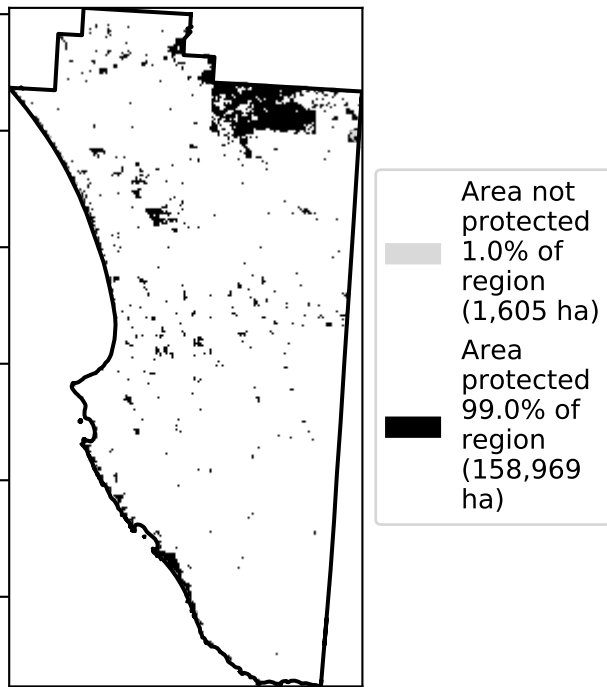 Area not
protected
1.0% of
region
(1,605 ha)
Area
protected
99.0% of
region
(158,969
ha)